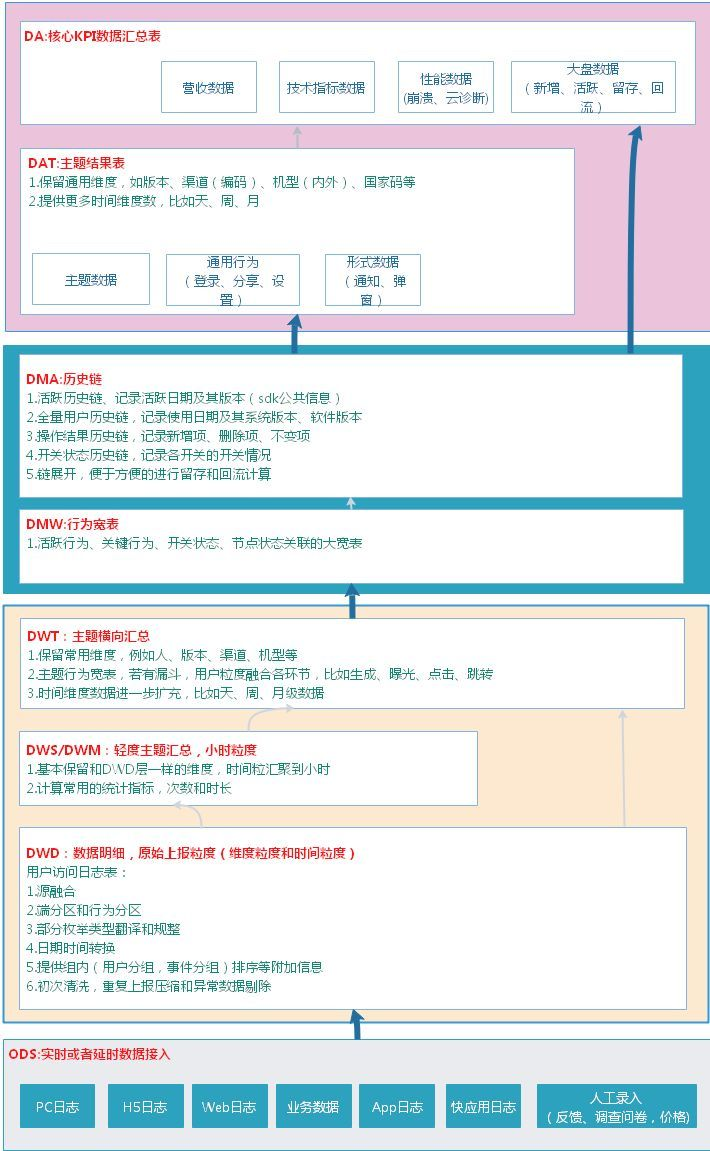 DA:核心KPI数据汇总表
营收数据
技术指标数据
性能数据
(崩溃、云诊断)
大盘数据
（新增、活跃、留存、回
流）
DAT:主题结果表
1.保留通用维度，如版本、渠道（编码）、机型（内外）、国家码等
2.提供更多时间维度数，比如天、周、月
主题数据
通用行为
（登录、分享、设
置）
形式数据
（通知、弹
窗）
DMA:历史链
1.活跃历史链、记录活跃日期及其版本（sdk公共信息）
2.全量用户历史链，记录使用日期及其系统版本、软件版本
3.操作结果历史链，记录新增项、删除项、不变项
4.开关状态历史链，记录各开关的开关情况
5.链展开，便于方便的进行留存和回流计算
DMW:行为宽表
1.活跃行为、关键行为、开关状态、节点状态关联的大宽表
DWT：主题横向汇总
1.保留常用维度，例如人、版本、渠道、机型等
2.主题行为宽表，若有漏斗，用户粒度融合各环节，比如生成、曝光、点击、跳转
3.时间维度数据进一步扩充，比如天、周、月级数据
DWS/DWM：轻度主题汇总，小时粒度
1.基本保留和DWD层一样的维度，时间粒汇聚到小时
2.计算常用的统计指标，次数和时长
DWD：数据明细，原始上报粒度（维度粒度和时间粒度）
用户访问日志表：
1.源融合
2.端分区和行为分区
3.部分枚举类型翻译和规整
4.日期时间转换
5.提供组内（用户分组，事件分组）排序等附加信息
6.初次清洗，重复上报压缩和异常数据剔除
ODS:实时或者延时数据接入
PC日志
H5日志
Web日志
业务数据
App日志
快应用日志
人工录入
（反馈、调查问卷，价格)